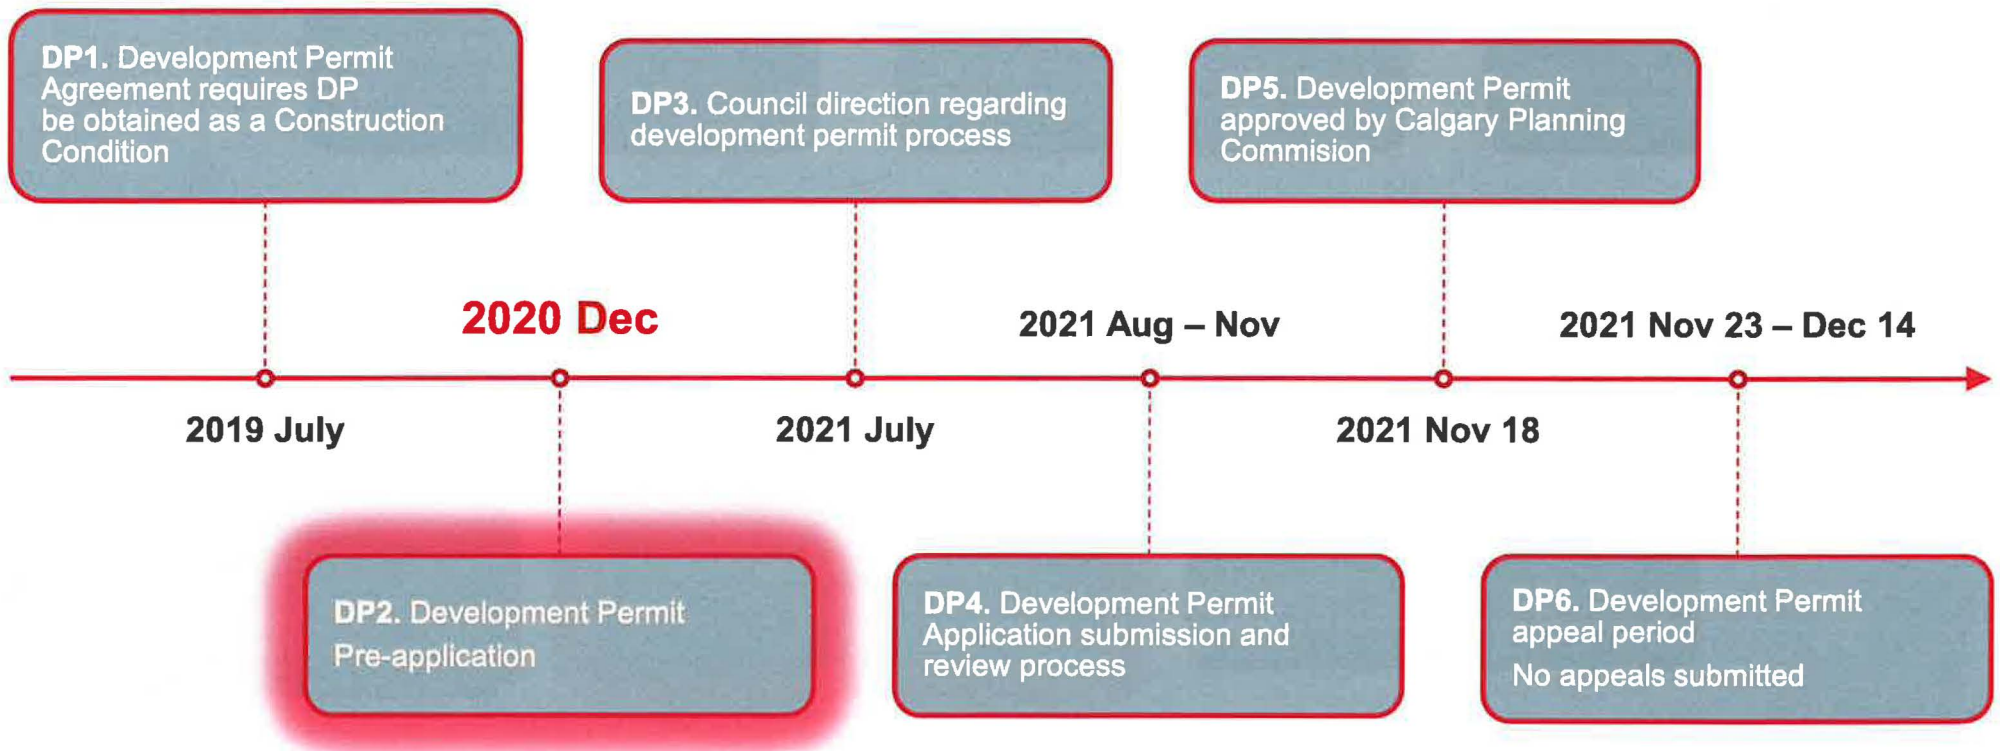 DP1. Development Permit
Agreement requires DP
be obtained as a Construction
Condition
DP3. Council direction regarding
development permit process
DP5. Development Permit
approved by Calgary Planning
Commision
2020 Dec
2021 Aug – Nov
2021 Nov 23 – Dec 14
2019 July
2021 July
2021 Nov 18
DP2. Development Permit
Pre-application
DP4. Development Permit
Application submission and
review process
DP6. Development Permit
appeal period
No appeals submitted